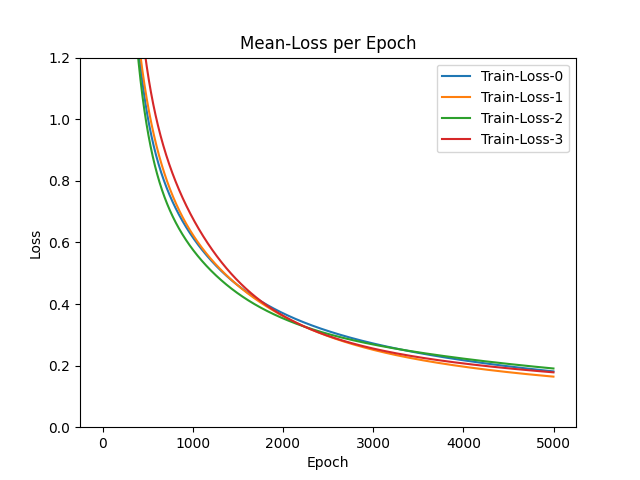 Mean-Loss per Epoch
Train-Loss-0
Train-Loss-1
Train-Loss-2
Train-Loss-3
Loss
1.2
1.0
0.8
0.6
0.4
0.2
0.0
0 1000 2000 3000 4000 5000
Epoch